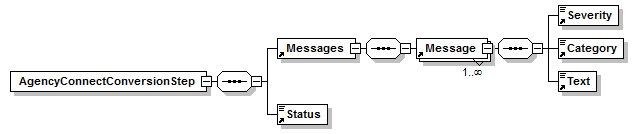 Severity
Messages
Message
Category
1..∞
AgencyConnectConversionStep
Text
Status